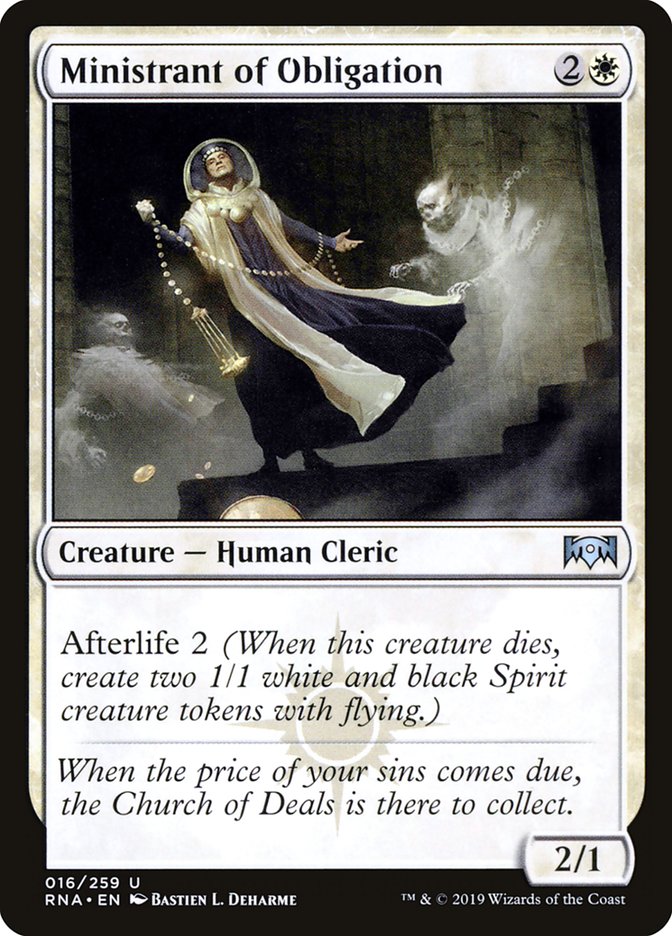 Ministrant of Obligation 2
Creature — Human Cleric
Afterlife 2 (When this creature dies,
create two 1/1 white and black Spirit
creature tokens with flying.)
When the price of your sins comes due,
the Church of Deals is there to collect.
2/1
016/259 U
RNA • EN Bastien L. Deharme
™ & © 2019 Wizards of the Coast